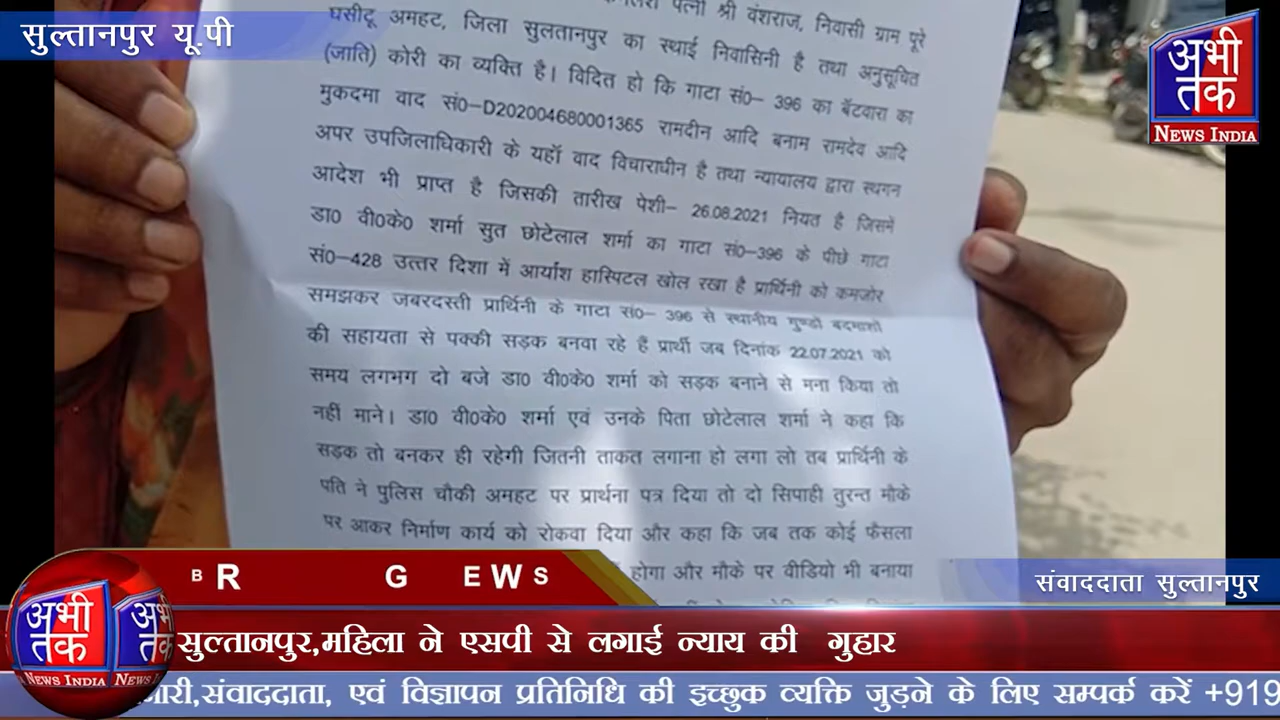 सुल्तानपुर यू.पी
अभी
तक
NEWS INDIA
पत्नी श्री वंशराज, निवासी ग्राम पूरे
घसीटू अमहट, जिला सुलतानपुर का स्थाई निवासिनी है तथा अनुसूचित
(जाति) कोरी का व्यक्ति है। विदित हो कि गाटा सं0– 396 का बॅटवारा का
मुकदमा वाद सं0–D202004680001365 रामदीन आदि बनाम रामदेव आदि
अपर उपजिलाधिकारी के यहॉ वाद विचाराधीन है तथा न्यायालय द्वारा स्थगन
आदेश भी प्राप्त है जिसकी तारीख पेशी– 26.08.2021 नियत है जिसमें
डा0 वी0के0 शर्मा सुत छोटेलाल शर्मा का गाटा सं0–396 के पीछे गाटा
सं0–428 उत्तर दिशा में आर्यांश हास्पिटल खोल रखा है प्रार्थिनी को कमजोर
समझकर जबरदस्ती प्रार्थिनी के गाटा सं0– 396 से स्थानीय गुण्डों बदमाशों
की सहायता से पक्की सड़क बनवा रहे हैं प्रार्थी जब दिनांक 22.07.2021 को
समय लगभग दो बजे डा0 वी0के0 शर्मा को सड़क बनाने से मना किया तो
नहीं माने। डा0 वी0के0 शर्मा एवं उनके पिता छोटेलाल शर्मा ने कहा कि
सड़क तो बनकर ही रहेगी जितनी ताकत लगाना हो लगा लो तब प्रार्थिनी के
पति ने पुलिस चौकी अमहट पर प्रार्थना पत्र दिया तो दो सिपाही तुरन्त मौके
पर आकर निर्माण कार्य को रोकवा दिया और कहा कि जब तक कोई फैसला
होगा और मौके पर वीडियो भी बनाया
B R G E W S
संवाददाता सुल्तानपुर
अभी
तक
NEWS INDIA
अभी
तक
NEWS IN
सुल्तानपुर,महिला ने एसपी से लगाई न्याय की गुहार
मारी,संवाददाता, एवं विज्ञापन प्रतिनिधि की इच्छुक व्यक्ति जुड़ने के लिए सम्पर्क करें +919